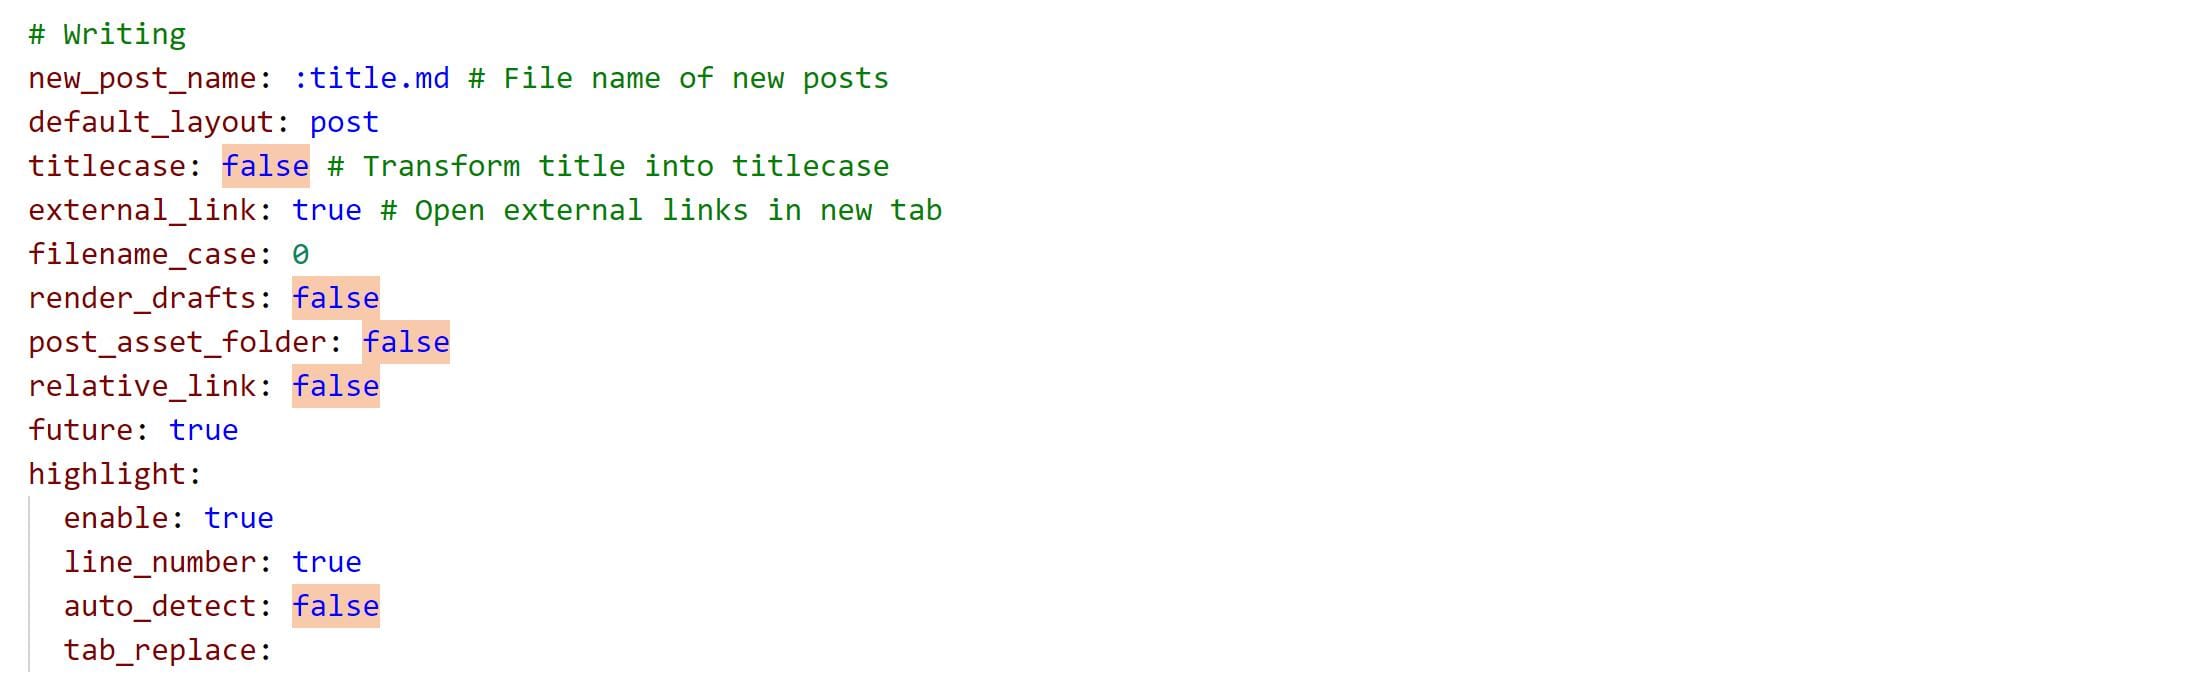 # Writing
new_post_name: :title.md # File name of new posts
default_layout: post
titlecase: false # Transform title into titlecase
external_link: true # Open external links in new tab
filename_case: 0
render_drafts: false
post_asset_folder: false
relative_link: false
future: true
highlight:
  enable: true
  line_number: true
  auto_detect: false
  tab_replace: